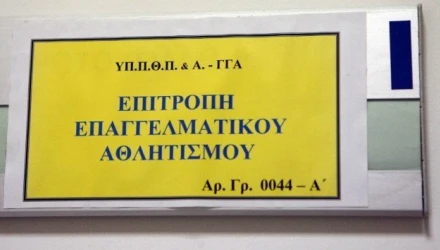 ΥΠ.Π.Θ.Π. & Α. - ΓΓΑ
ΕΠΙΤΡΟΠΗ
ΕΠΑΓΓΕΛΜΑΤΙΚΟΥ
ΑΘΛΗΤΙΣΜΟΥ
Αρ. Γρ. 0044 – Α΄